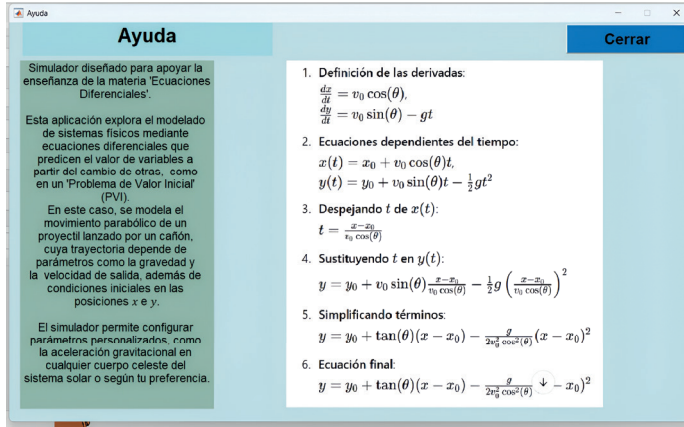 Ayuda
Ayuda
Cerrar
Simulador diseñado para apoyar la
enseñanza de la materia 'Ecuaciones
Diferenciales'.
Esta aplicación explora el modelado
de sistemas físicos mediante
ecuaciones diferenciales que
predicen el valor de variables a
partir del cambio de otras, como
en un 'Problema de Valor Inicial'
(PVI).
En este caso, se modela el
movimiento parabólico de un
proyectil lanzado por un cañón,
cuya trayectoria depende de
parámetros como la gravedad y
la velocidad de salida, además de
condiciones iniciales en las
posiciones x e y.
El simulador permite configurar
parámetros personalizados, como
la aceleración gravitacional en
cualquier cuerpo celeste del
sistema solar o según tu preferencia.
1. Definición de las derivadas:
dx/dt = v₀ cos(θ),
dy/dt = v₀ sin(θ) − gt
2. Ecuaciones dependientes del tiempo:
x(t) = x₀ + v₀ cos(θ)t,
y(t) = y₀ + v₀ sin(θ)t − ½gt²
3. Despejando t de x(t):
t = (x−x₀)/(v₀ cos(θ))
4. Sustituyendo t en y(t):
y = y₀ + v₀ sin(θ) (x−x₀)/(v₀ cos(θ)) − ½g ((x−x₀)/(v₀ cos(θ)))²
5. Simplificando términos:
y = y₀ + tan(θ)(x − x₀) − g/(2v₀² cos²(θ)) (x − x₀)²
6. Ecuación final:
y = y₀ + tan(θ)(x − x₀) − g/(2v₀² cos²(θ)) ↓ − x₀)²